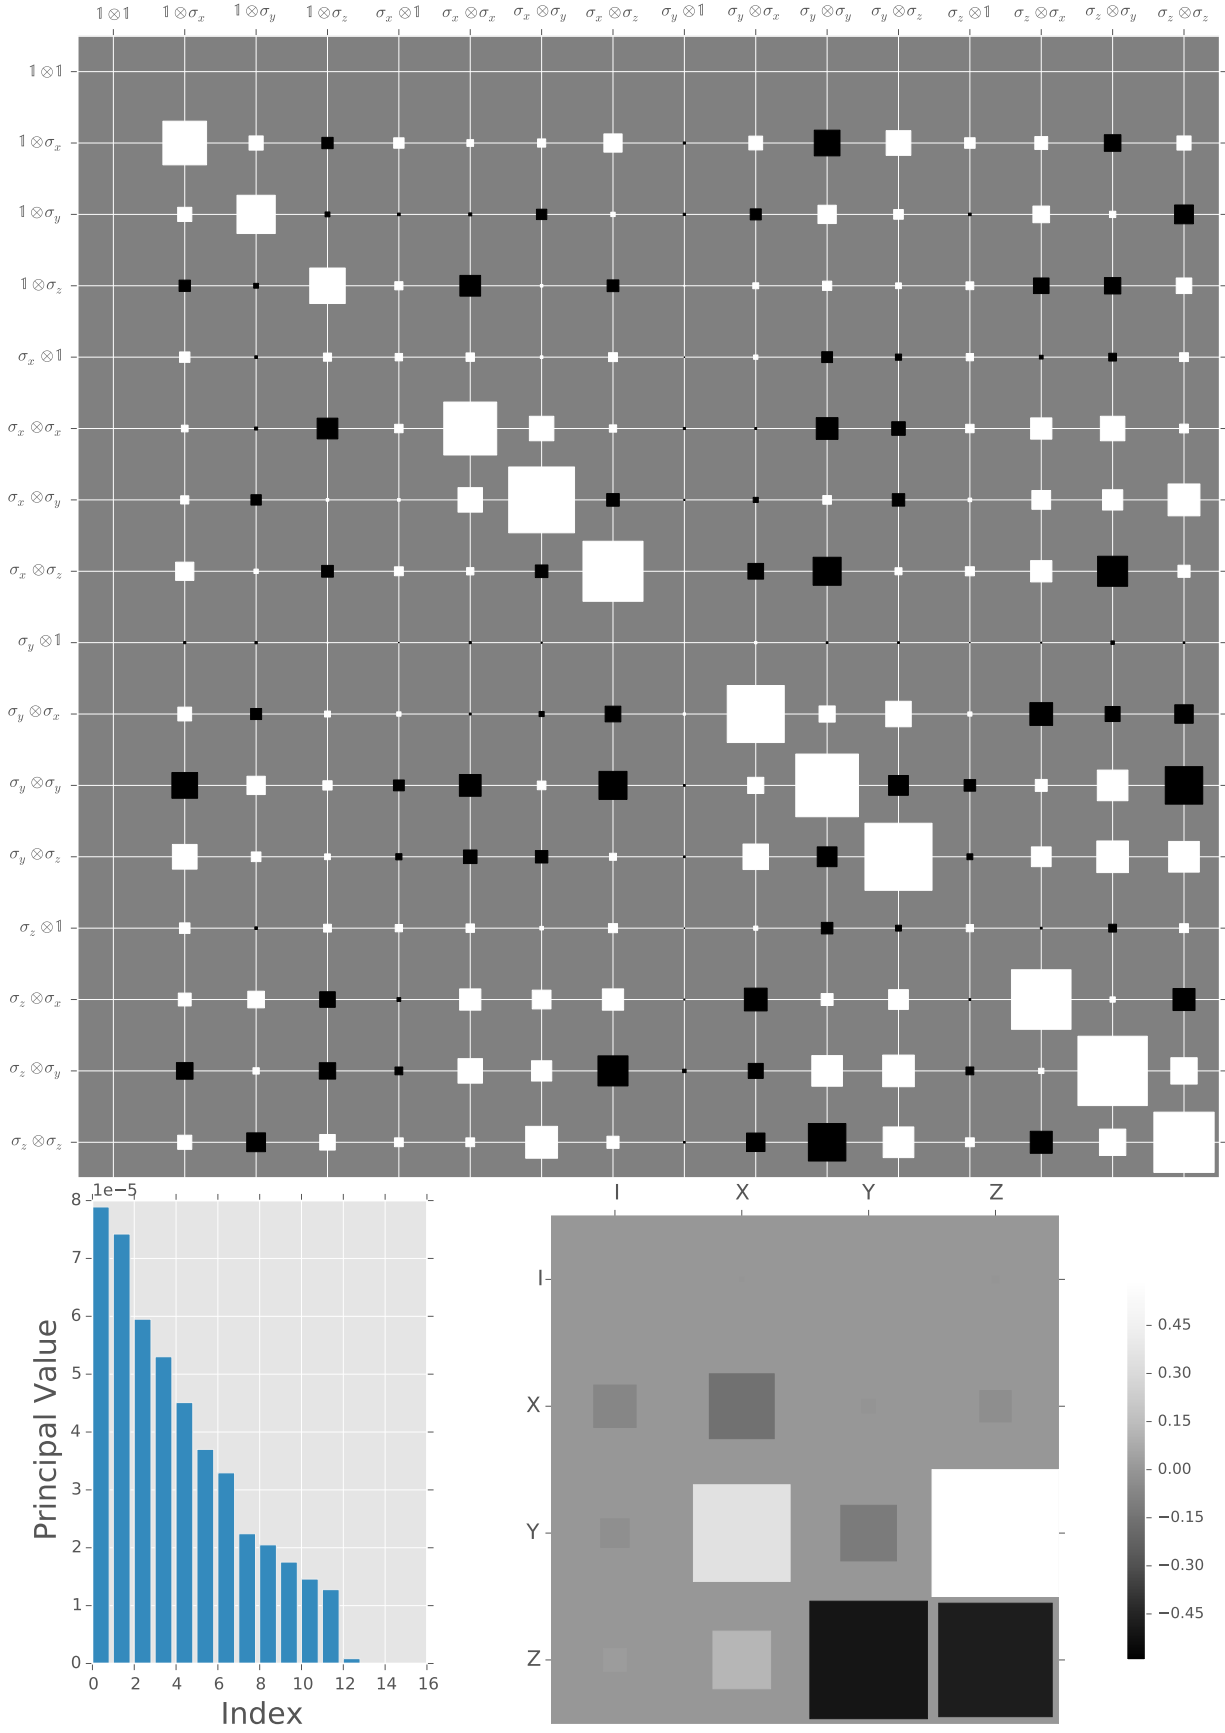 𝟙⊗𝟙 𝟙⊗σx 𝟙⊗σy 𝟙⊗σz σx⊗𝟙 σx⊗σx σx⊗σy σx⊗σz σy⊗𝟙 σy⊗σx σy⊗σy σy⊗σz σz⊗𝟙 σz⊗σx σz⊗σy σz⊗σz
𝟙⊗𝟙
𝟙⊗σx
𝟙⊗σy
𝟙⊗σz
σx⊗𝟙
σx⊗σx
σx⊗σy
σx⊗σz
σy⊗𝟙
σy⊗σx
σy⊗σy
σy⊗σz
σz⊗𝟙
σz⊗σx
σz⊗σy
σz⊗σz
1e−5
8
7
6
5
4
3
2
1
0
0 2 4 6 8 10 12 14 16
Principal Value
Index
I X Y Z
I
X
Y
Z
0.45
0.30
0.15
0.00
−0.15
−0.30
−0.45